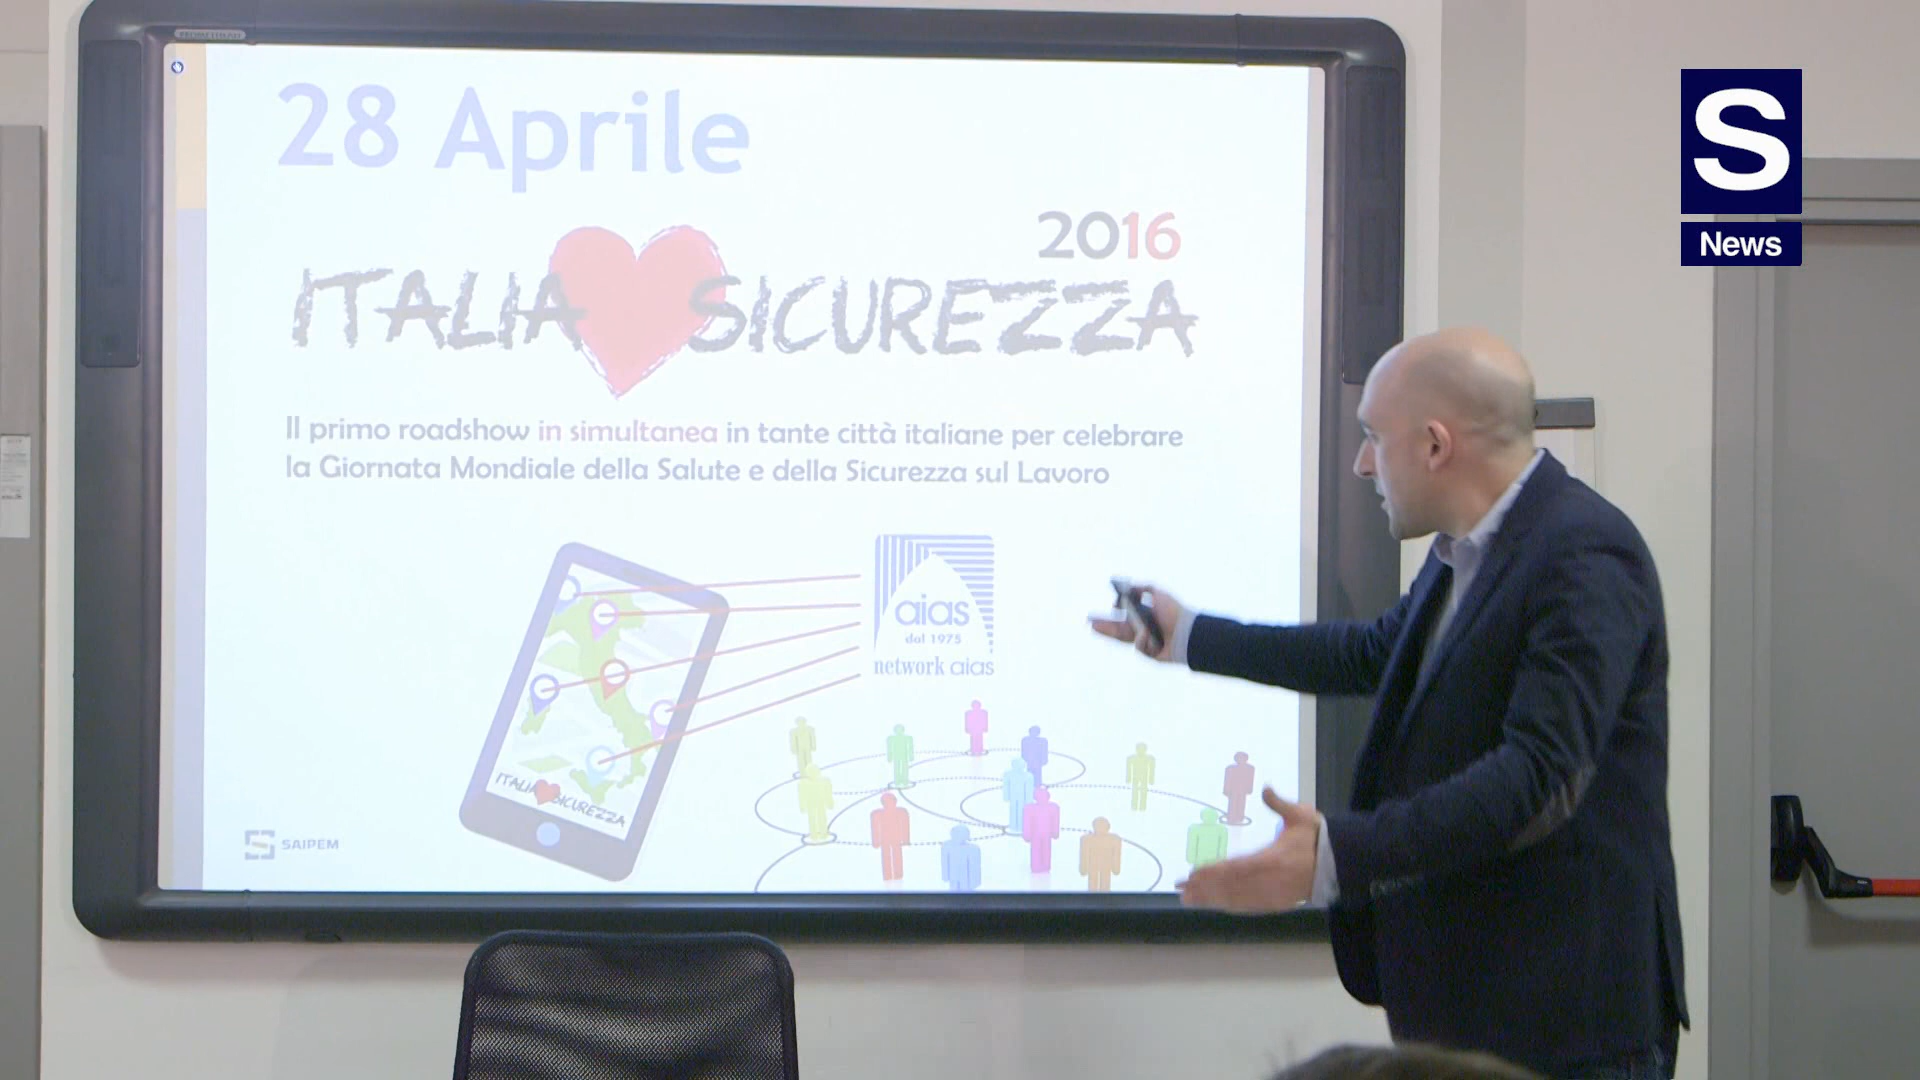 PROMETHEAN
28 Aprile
2016
ITALIA SICUREZZA
Il primo roadshow in simultanea in tante città italiane per celebrare
la Giornata Mondiale della Salute e della Sicurezza sul Lavoro
aias
dal 1975
network aias
ITALIA SICUREZZA
SAIPEM
S
News